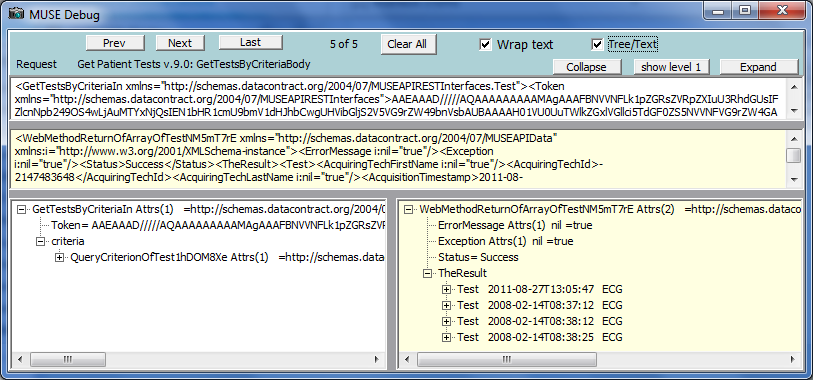 MUSE Debug
Prev Next Last 5 of 5 Clear All Wrap text Tree/Text
Request Get Patient Tests v.9.0: GetTestsByCriteriaBody Collapse show level 1 Expand
<GetTestsByCriteriaIn xmlns="http://schemas.datacontract.org/2004/07/MUSEAPIRESTInterfaces.Test"><Token
xmlns="http://schemas.datacontract.org/2004/07/MUSEAPIRESTInterfaces">
<WebMethodReturnOfArrayOfTestNM5mT7rE xmlns="http://schemas.datacontract.org/2004/07/MUSEAPIData"
xmlns:i="http://www.w3.org/2001/XMLSchema-instance"><ErrorMessage i:nil="true"/><Exception
i:nil="true"/><Status>Success</Status><TheResult><Test><AcquiringTechFirstName i:nil="true"/><AcquiringTechId>-
2147483648</AcquiringTechId><AcquiringTechLastName i:nil="true"/><AcquisitionTimestamp>2011-08-
GetTestsByCriteriaIn Attrs(1) =http://schemas.datacontract.org/2004/0
Token=
criteria
QueryCriterionOfTest1hDOM8Xe Attrs(1) =http://schemas.dat
WebMethodReturnOfArrayOfTestNM5mT7rE Attrs(2) =http://schemas.dataco
ErrorMessage Attrs(1) nil =true
Exception Attrs(1) nil =true
Status= Success
TheResult
Test 2011-08-27T13:05:47 ECG
Test 2008-02-14T08:37:12 ECG
Test 2008-02-14T08:38:12 ECG
Test 2008-02-14T08:38:25 ECG